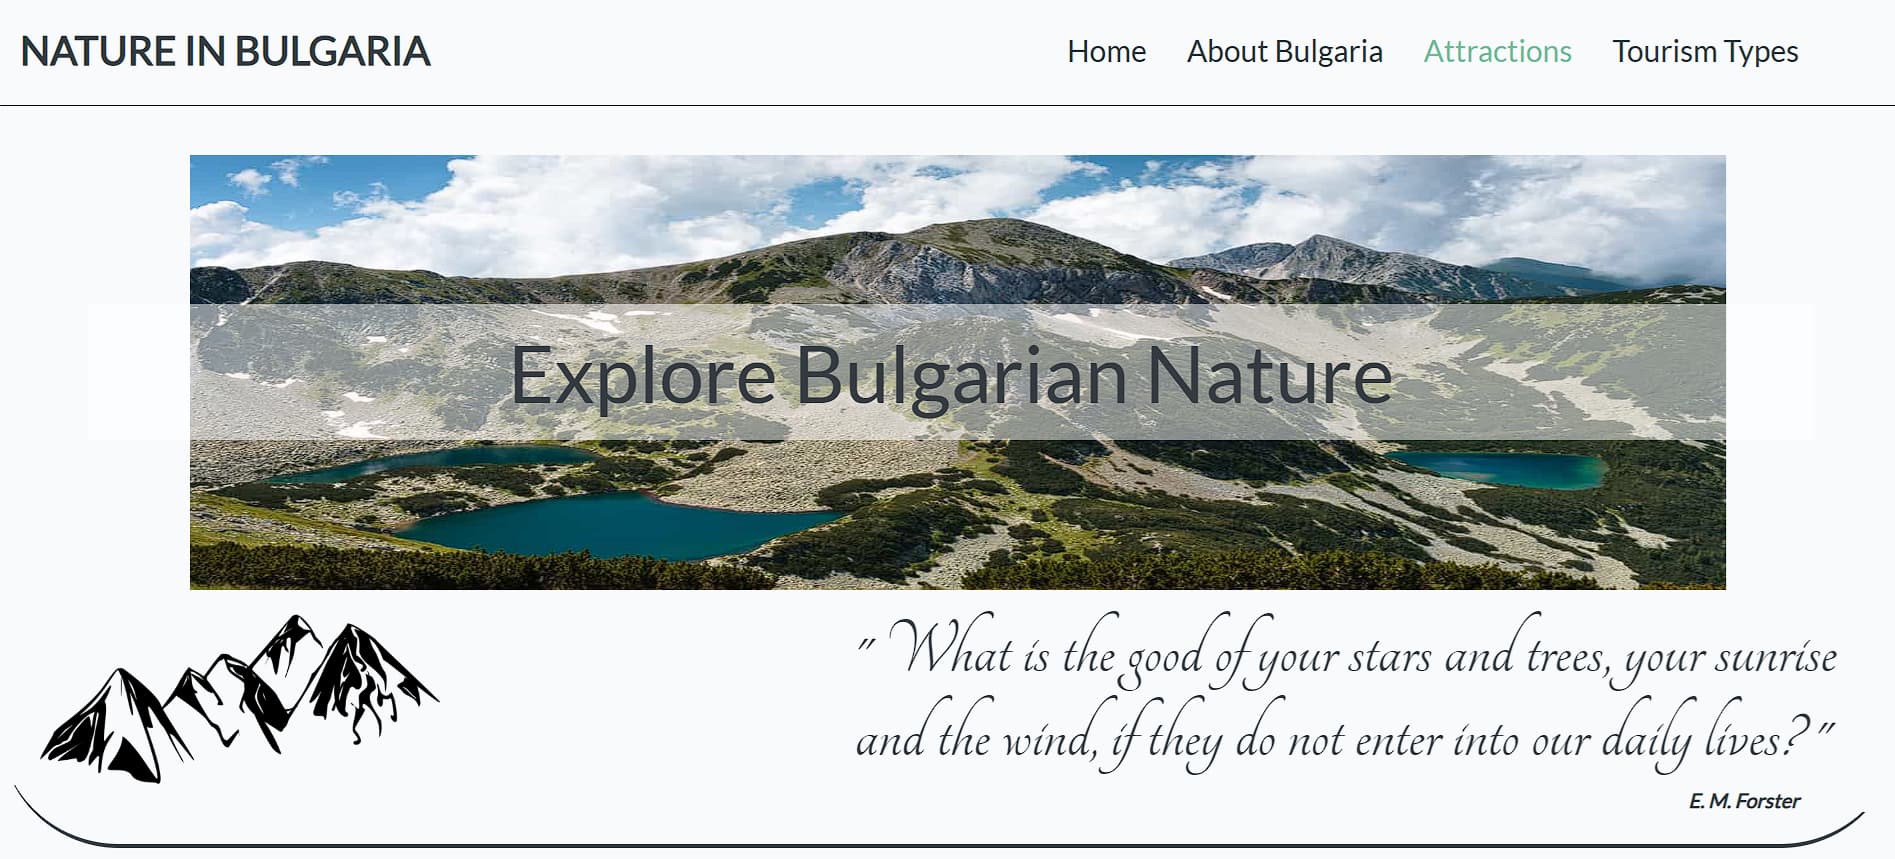 NATURE IN BULGARIA
Home About Bulgaria Attractions Tourism Types
Explore Bulgarian Nature
" What is the good of your stars and trees, your sunrise
and the wind, if they do not enter into our daily lives? "
E. M. Forster